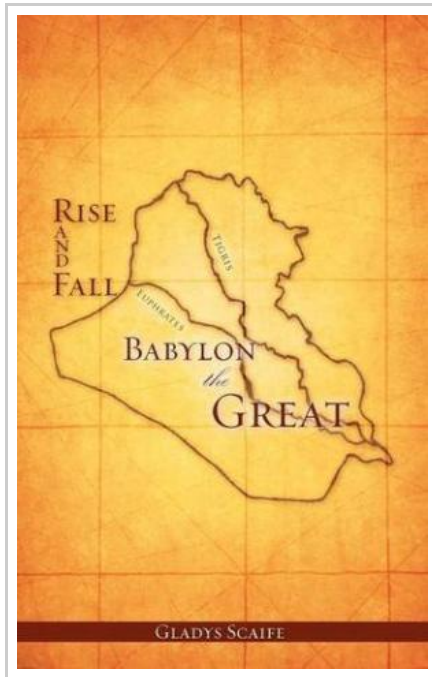 RISE
AND
FALL
TIGRIS
EUPHRATES
BABYLON
the
GREAT
GLADYS SCAIFE